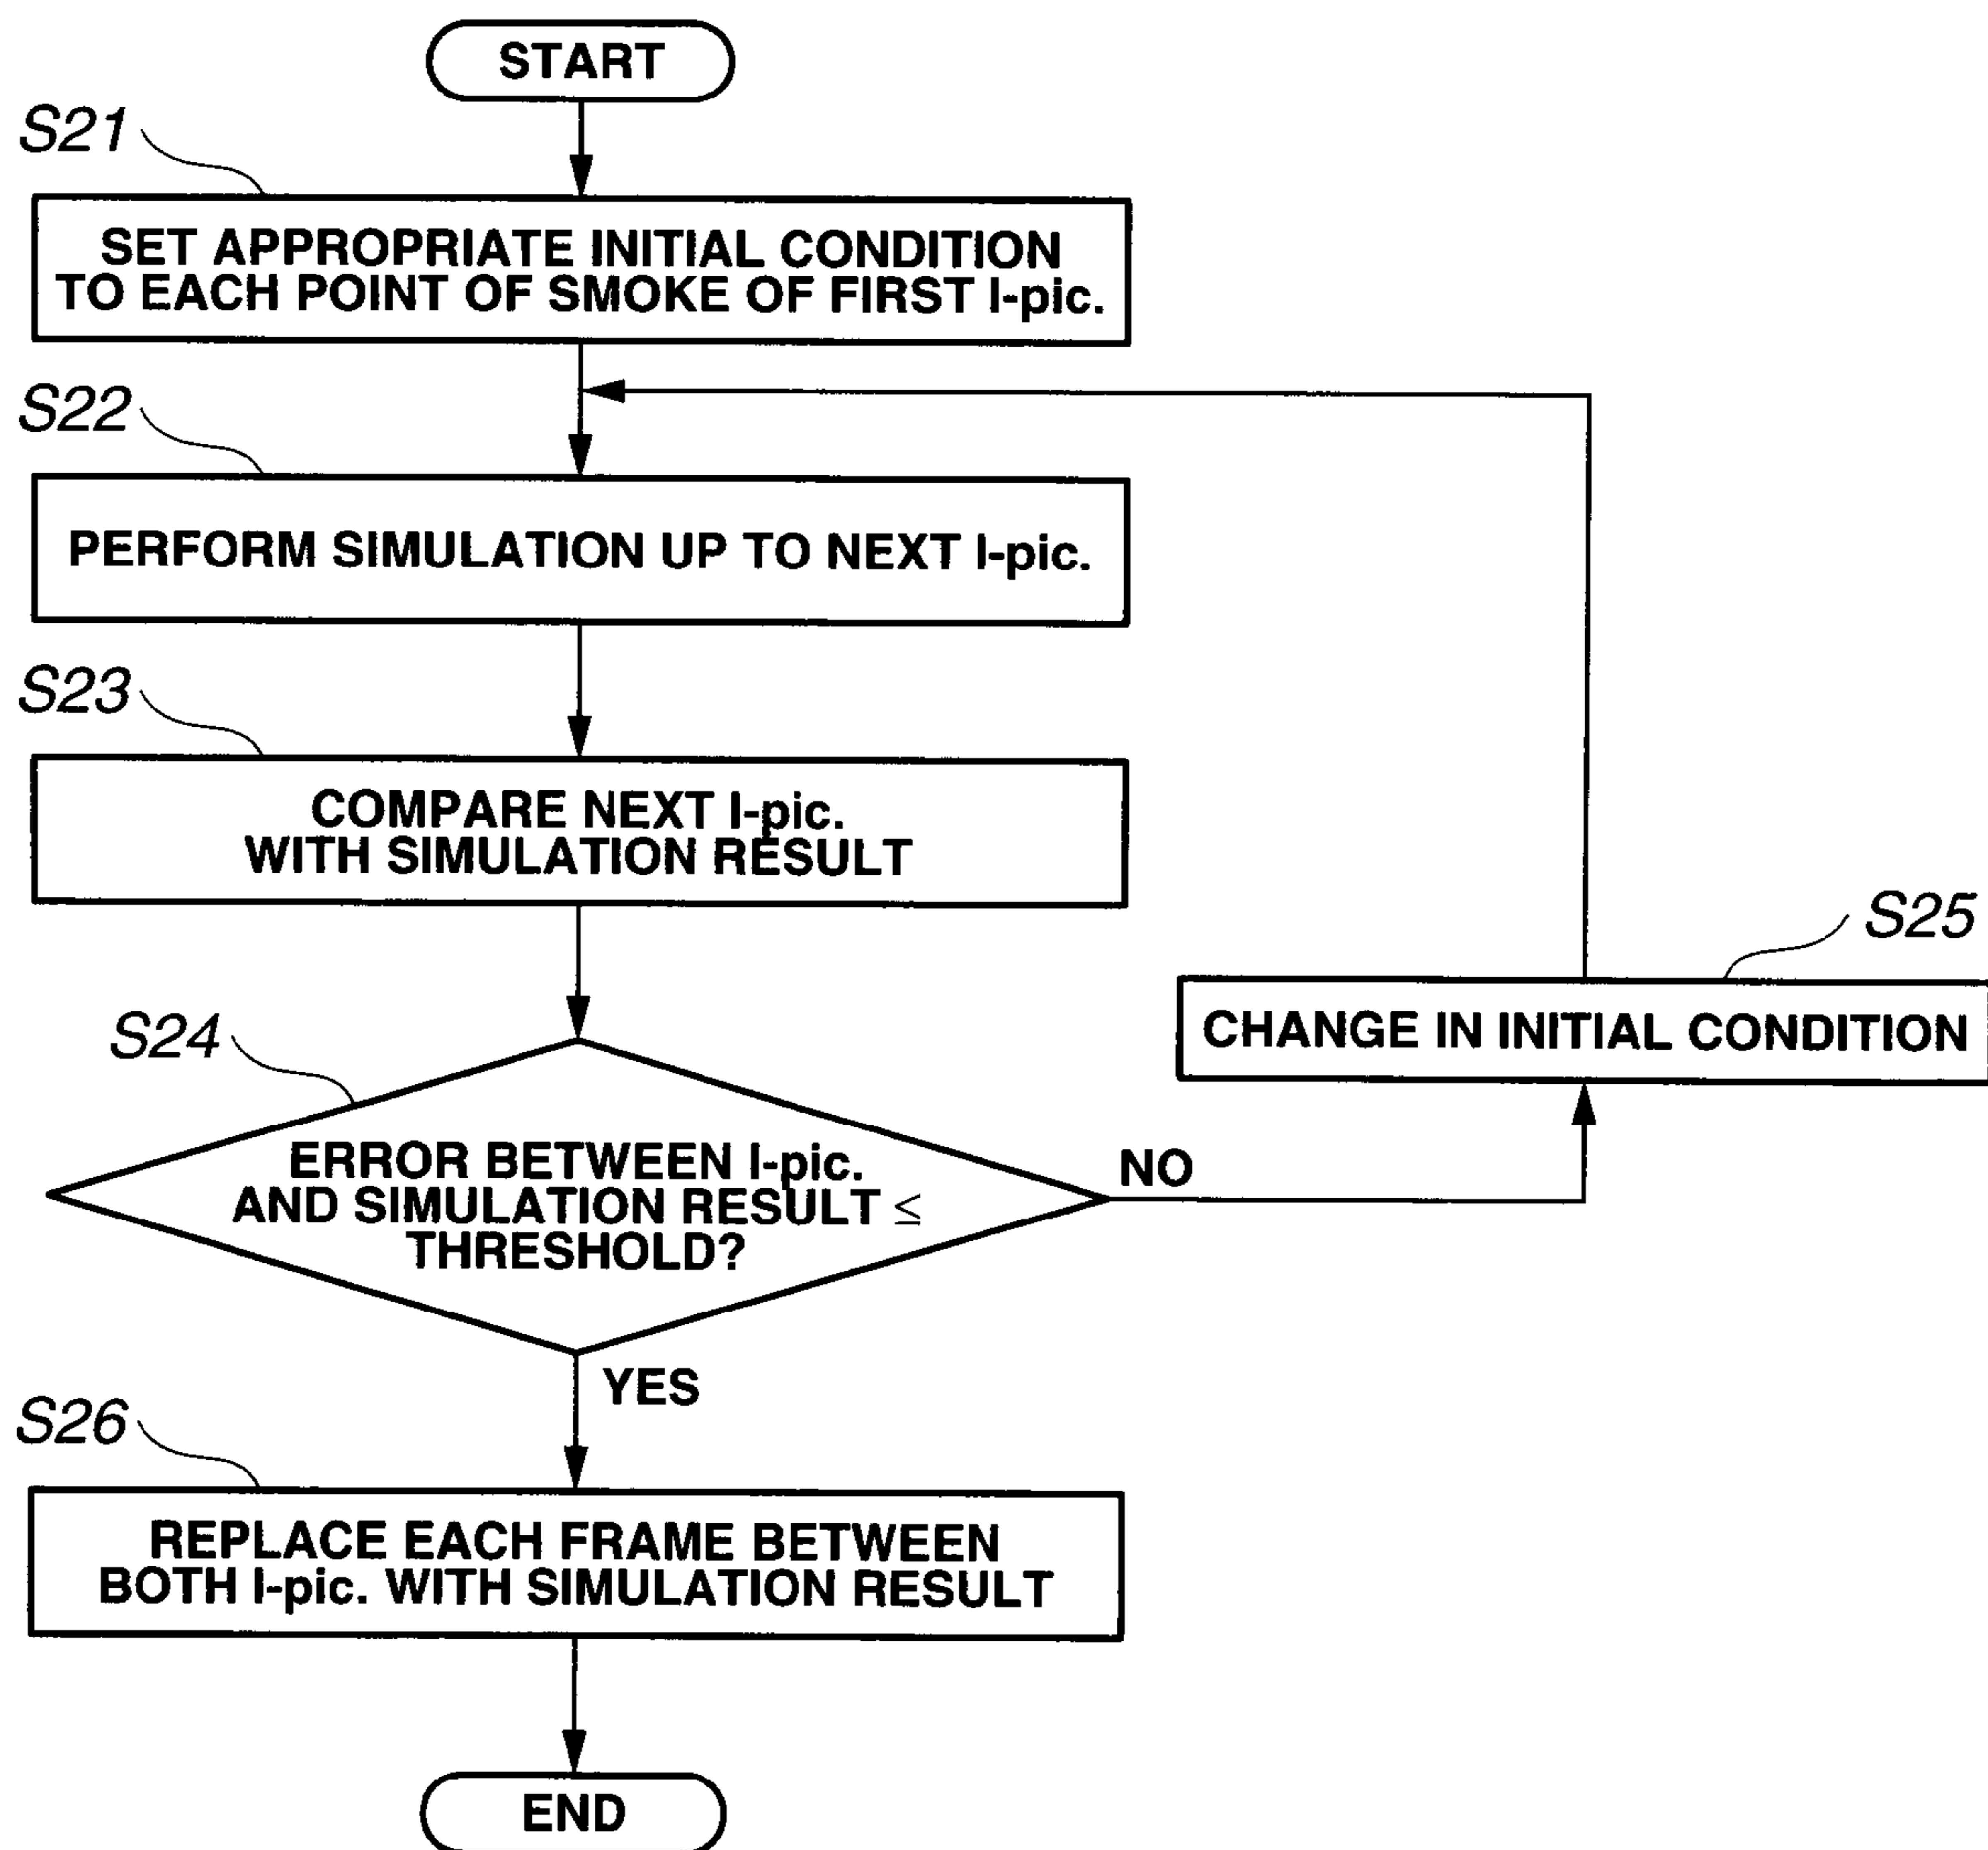 START
S21
SET APPROPRIATE INITIAL CONDITION
TO EACH POINT OF SMOKE OF FIRST I-pic.
S22
PERFORM SIMULATION UP TO NEXT I-pic.
S23
COMPARE NEXT I-pic.
WITH SIMULATION RESULT
S25
CHANGE IN INITIAL CONDITION
S24
ERROR BETWEEN I-pic.
AND SIMULATION RESULT ≤
THRESHOLD?
NO
YES
S26
REPLACE EACH FRAME BETWEEN
BOTH I-pic. WITH SIMULATION RESULT
END